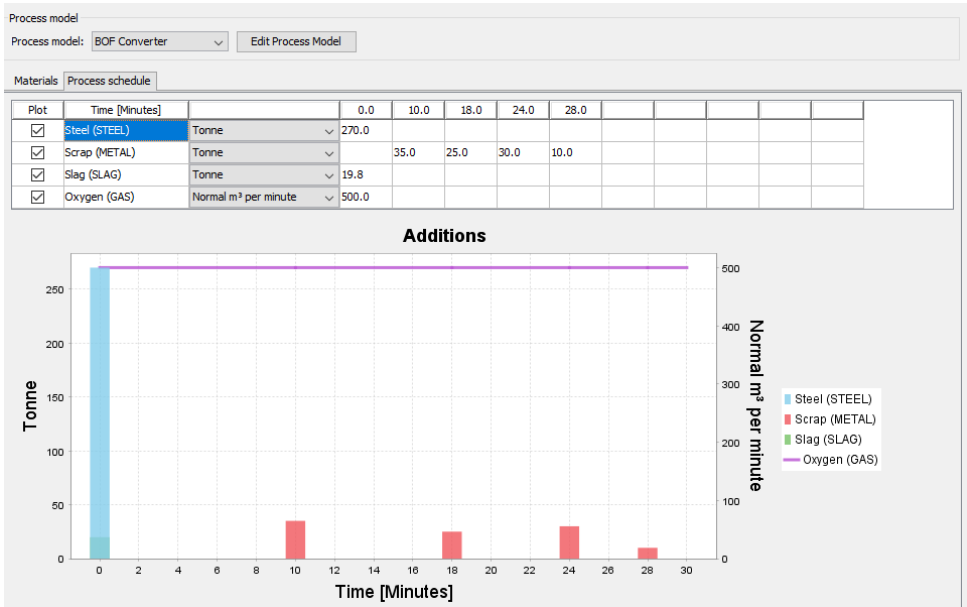 Process model
Process model: BOF Converter Edit Process Model
Materials Process schedule
Plot Time [Minutes] 0.0 10.0 18.0 24.0 28.0
Steel (STEEL) Tonne 270.0
Scrap (METAL) Tonne 35.0 25.0 30.0 10.0
Slag (SLAG) Tonne 19.8
Oxygen (GAS) Normal m³ per minute 500.0
Additions
Tonne
250
200
150
100
50
0
500
400
300
200
100
0
Normal m³ per minute
0 2 4 6 8 10 12 14 16 18 20 22 24 26 28 30
Time [Minutes]
Steel (STEEL)
Scrap (METAL)
Slag (SLAG)
Oxygen (GAS)